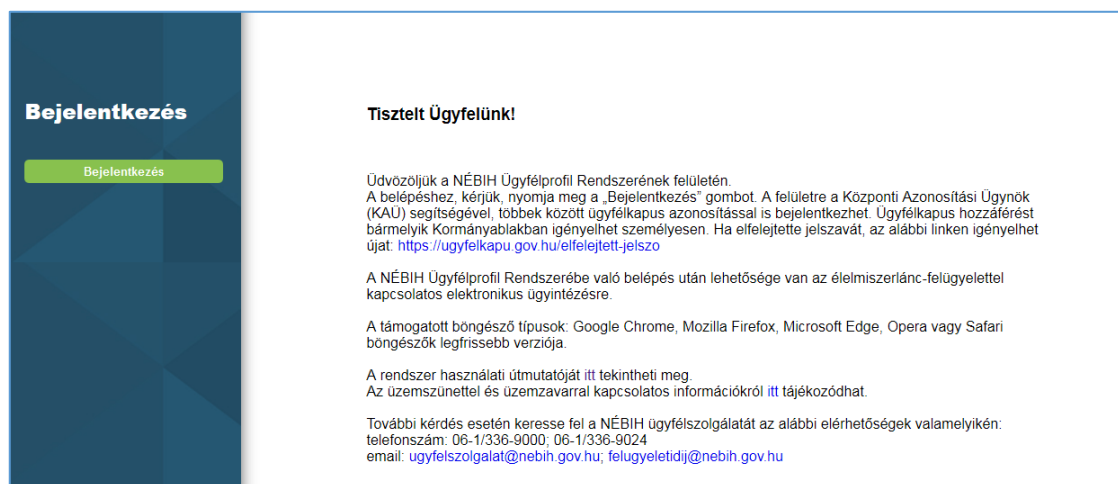 Bejelentkezés
Bejelentkezés
Tisztelt Ügyfelünk!
Üdvözöljük a NÉBIH Ügyfélprofil Rendszerének felületén.
A belépéshez, kérjük, nyomja meg a „Bejelentkezés” gombot. A felületre a Központi Azonosítási Ügynök
(KAÜ) segítségével, többek között ügyfélkapus azonosítással is bejelentkezhet. Ügyfélkapus hozzáférést
bármelyik Kormányablakban igényelhet személyesen. Ha elfelejtette jelszavát, az alábbi linken igényelhet
újat: https://ugyfelkapu.gov.hu/elfelejtett-jelszo
A NÉBIH Ügyfélprofil Rendszerébe való belépés után lehetősége van az élelmiszerlánc-felügyelettel
kapcsolatos elektronikus ügyintézésre.
A támogatott böngésző típusok: Google Chrome, Mozilla Firefox, Microsoft Edge, Opera vagy Safari
böngészők legfrissebb verziója.
A rendszer használati útmutatóját itt tekintheti meg.
Az üzemszünettel és üzemzavarral kapcsolatos információkról itt tájékozódhat.
További kérdés esetén keresse fel a NÉBIH ügyfélszolgálatát az alábbi elérhetőségek valamelyikén:
telefonszám: 06-1/336-9000; 06-1/336-9024
email: ugyfelszolgalat@nebih.gov.hu; felugyeletidij@nebih.gov.hu